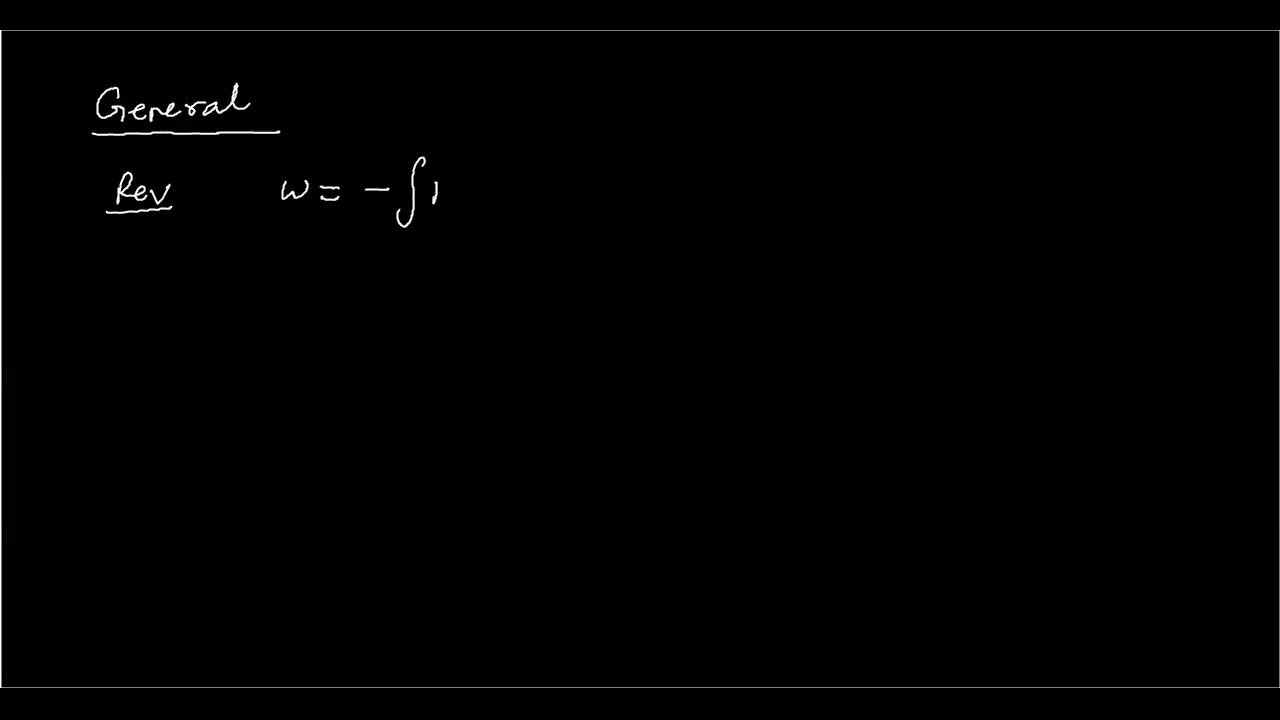 General
Rev w = - ∫